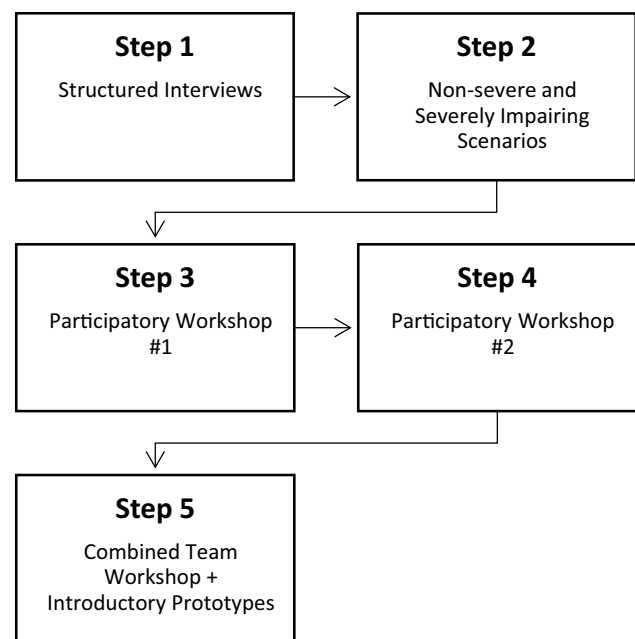 Step 1
Structured Interviews
Step 2
Non-severe and
Severely Impairing
Scenarios
Step 3
Participatory Workshop
#1
Step 4
Participatory Workshop
#2
Step 5
Combined Team
Workshop +
Introductory Prototypes